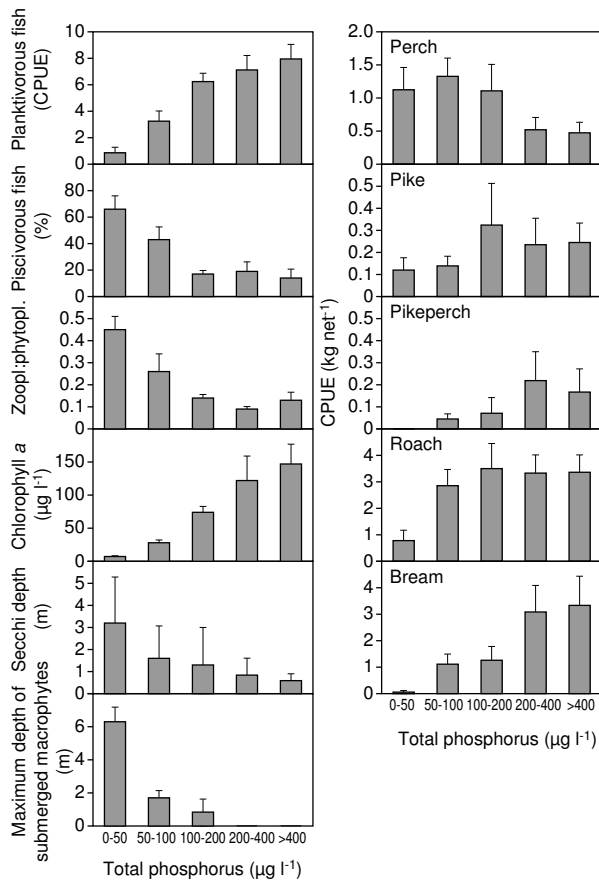 Planktivorous fish
(CPUE)
10
8
6
4
2
0
Piscivorous fish
(%)
80
60
40
20
0
Zoopl:phytopl.
0.5
0.4
0.3
0.2
0.1
0
Chlorophyll a
(µg l-1)
150
100
50
0
Secchi depth
(m)
5
4
3
2
1
0
Maximum depth of
submerged macrophytes
(m)
6
4
2
0
0-50 50-100 100-200 200-400 >400
Total phosphorus (µg l-1)
CPUE (kg net-1)
Perch
2.0
1.5
1.0
0.5
0
Pike
0.5
0.4
0.3
0.2
0.1
0
Pikeperch
0.5
0.4
0.3
0.2
0.1
0
Roach
4
3
2
1
0
Bream
4
3
2
1
0
0-50 50-100 100-200 200-400 >400
Total phosphorus (µg l-1)